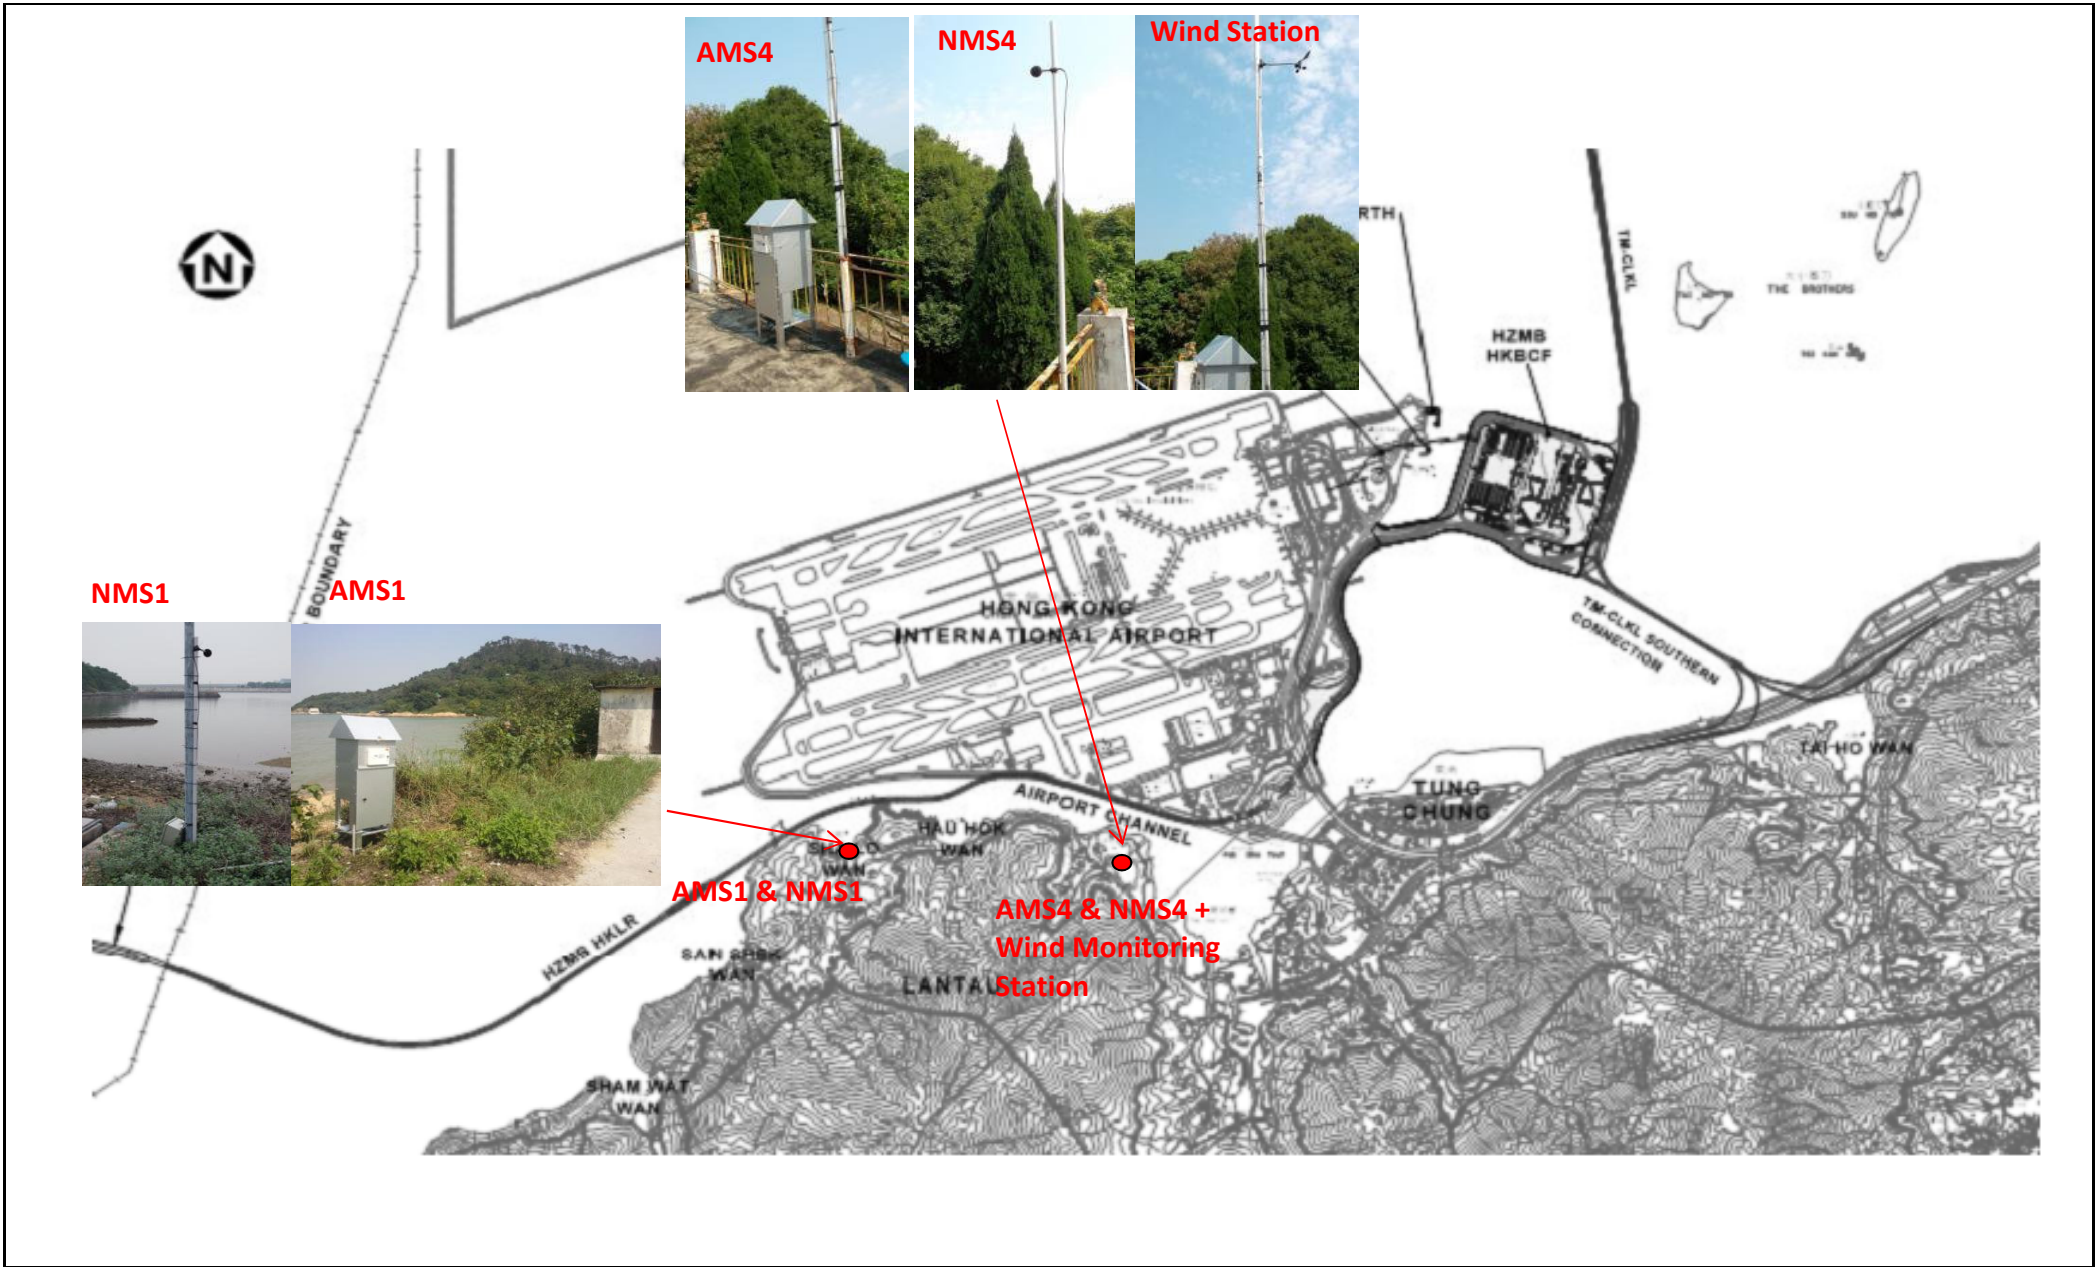 AMS4
NMS4
Wind Station
N
RTH
TM-CLKL
THE BROTHERS
HZMB
HKBCF
BOUNDARY
NMS1
AMS1
HONG KONG
INTERNATIONAL AIRPORT
TM-CLKL SOUTHERN
CONNECTION
TAI HO WAN
TUNG
CHUNG
AIRPORT CHANNEL
HAU HOK
WAN
WAN
AMS1 & NMS1
AMS4 & NMS4 +
Wind Monitoring
Station
HZMB HKLR
WAN
LANTAU
SHAM WAT
WAN